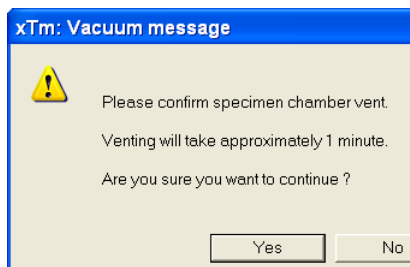 xTm: Vacuum message
Please confirm specimen chamber vent.
Venting will take approximately 1 minute.
Are you sure you want to continue ?
Yes
No